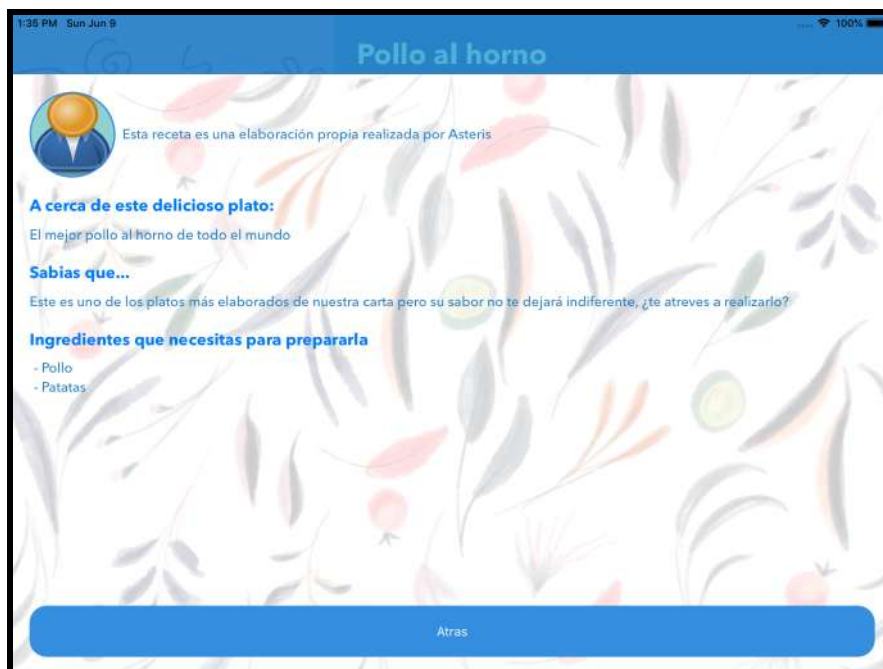 1:35 PM Sun Jun 9
100%
Pollo al horno
Esta receta es una elaboración propia realizada por Asteris
A cerca de este delicioso plato:
El mejor pollo al horno de todo el mundo
Sabias que...
Este es uno de los platos más elaborados de nuestra carta pero su sabor no te dejará indiferente, ¿te atreves a realizarlo?
Ingredientes que necesitas para prepararla
- Pollo
- Patatas
Atras